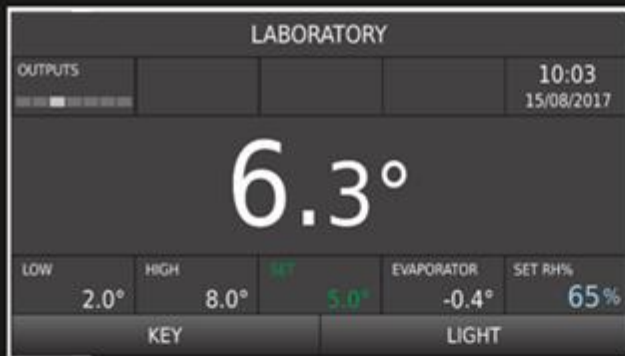 LABORATORY
OUTPUTS
10:03
15/08/2017
6.3°
LOW HIGH SET EVAPORATOR SET RH%
2.0° 8.0° 5.0° -0.4° 65%
KEY LIGHT